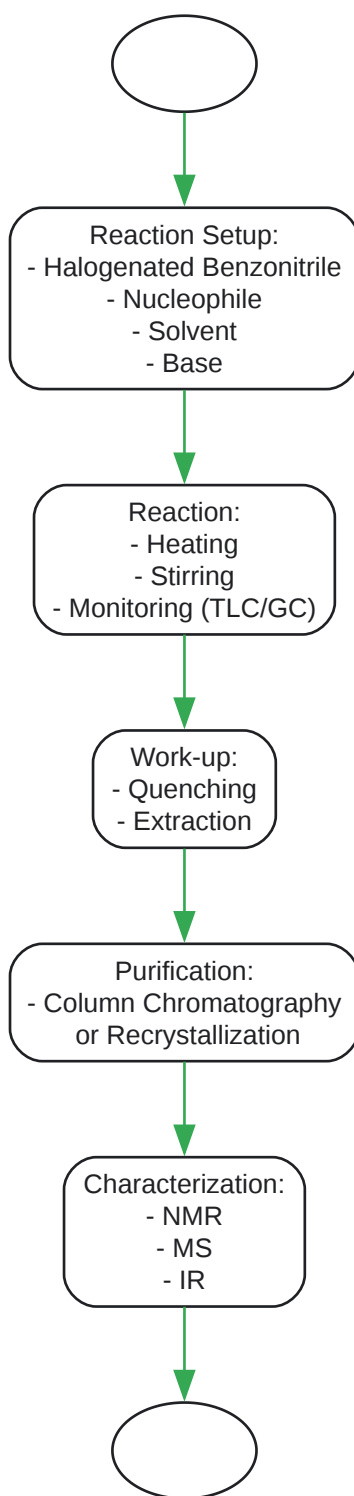 Reaction Setup:
- Halogenated Benzonitrile
- Nucleophile
- Solvent
- Base
Reaction:
- Heating
- Stirring
- Monitoring (TLC/GC)
Work-up:
- Quenching
- Extraction
Purification:
- Column Chromatography
or Recrystallization
Characterization:
- NMR
- MS
- IR